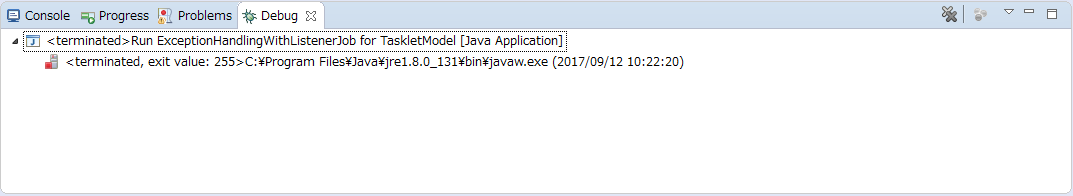 Console Progress Problems Debug
<terminated>Run ExceptionHandlingWithListenerJob for TaskletModel [Java Application]
<terminated, exit value: 255>C:¥Program Files¥Java¥jre1.8.0_131¥bin¥javaw.exe (2017/09/12 10:22:20)